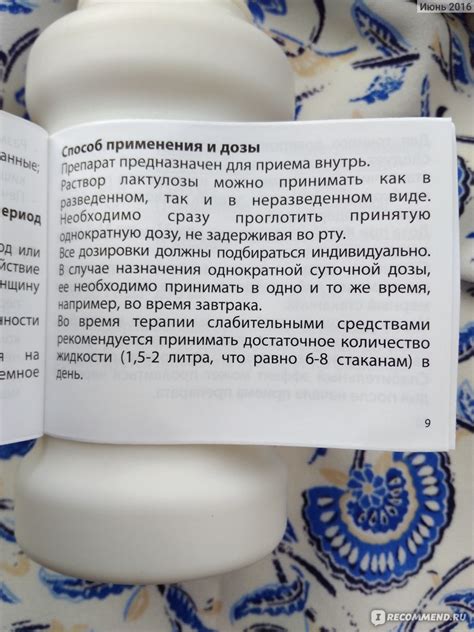 Июнь 2016
анные;
ериод
од или
йствие
нщину
нности
я на
емное
Способ применения и дозы
Препарат предназначен для приема внутрь.
Раствор лактулозы можно принимать как в
разведенном, так и в неразведенном виде.
Необходимо сразу проглотить принятую
однократную дозу, не задерживая во рту.
Все дозировки должны подбираться индивидуально.
В случае назначения однократной суточной дозы,
ее необходимо принимать в одно и то же время,
например, во время завтрака.
Во время терапии слабительными средствами
рекомендуется принимать достаточное количество
жидкости (1,5-2 литра, что равно 6-8 стаканам) в
день.
9
IRECOMMEND.RU